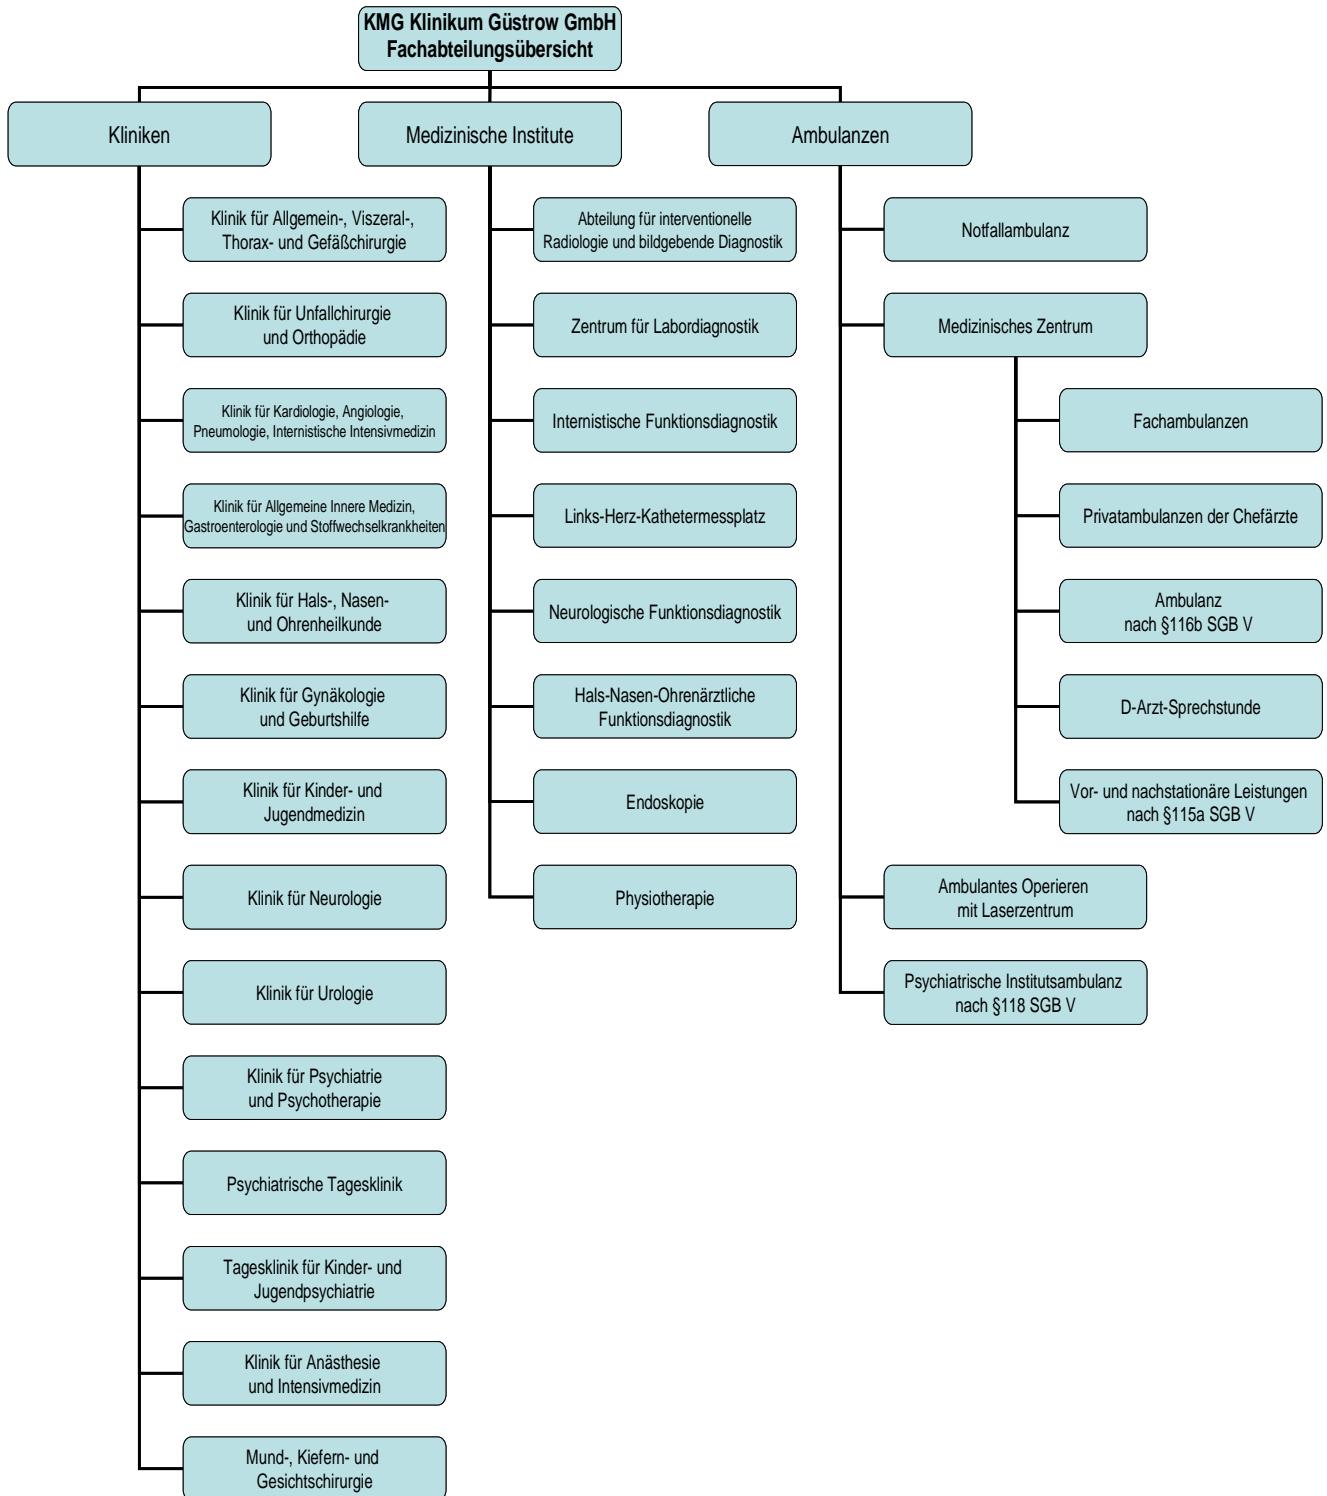 KMG Klinikum Güstrow GmbH
Fachabteilungsübersicht
Kliniken
Medizinische Institute
Ambulanzen
Klinik für Allgemein-, Viszeral-,
Thorax- und Gefäßchirurgie
Klinik für Unfallchirurgie
und Orthopädie
Klinik für Kardiologie, Angiologie,
Pneumologie, Internistische Intensivmedizin
Klinik für Allgemeine Innere Medizin,
Gastroenterologie und Stoffwechselkrankheiten
Klinik für Hals-, Nasen-
und Ohrenheilkunde
Klinik für Gynäkologie
und Geburtshilfe
Klinik für Kinder- und
Jugendmedizin
Klinik für Neurologie
Klinik für Urologie
Klinik für Psychiatrie
und Psychotherapie
Psychiatrische Tagesklinik
Tagesklinik für Kinder- und
Jugendpsychiatrie
Klinik für Anästhesie
und Intensivmedizin
Mund-, Kiefern- und
Gesichtschirurgie
Abteilung für interventionelle
Radiologie und bildgebende Diagnostik
Zentrum für Labordiagnostik
Internistische Funktionsdiagnostik
Links-Herz-Kathetermessplatz
Neurologische Funktionsdiagnostik
Hals-Nasen-Ohrenärztliche
Funktionsdiagnostik
Endoskopie
Physiotherapie
Notfallambulanz
Medizinisches Zentrum
Fachambulanzen
Privatambulanzen der Chefärzte
Ambulanz
nach §116b SGB V
D-Arzt-Sprechstunde
Vor- und nachstationäre Leistungen
nach §115a SGB V
Ambulantes Operieren
mit Laserzentrum
Psychiatrische Institutsambulanz
nach §118 SGB V